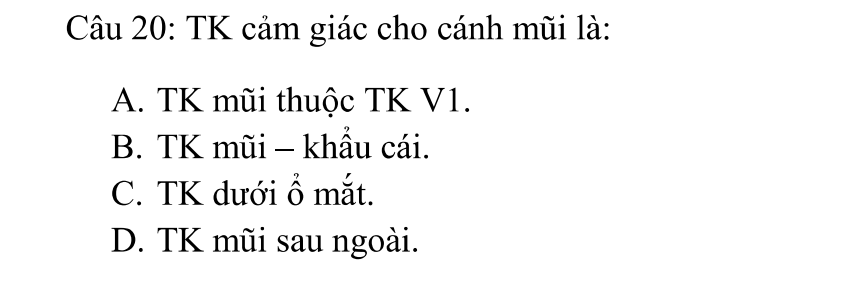 Câu 20: TK cảm giác cho cánh mũi là:
A. TK mũi thuộc TK V1.
B. TK mũi – khẩu cái.
C. TK dưới ổ mắt.
D. TK mũi sau ngoài.